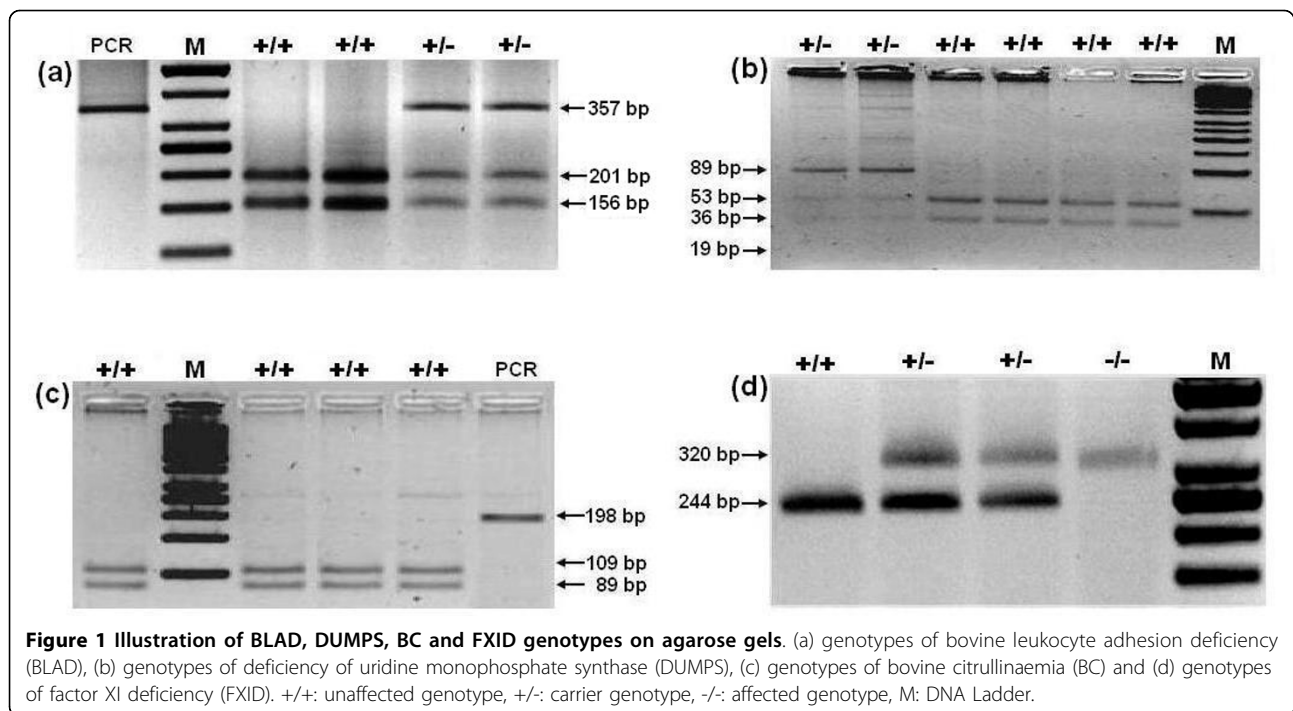 PCR M +/+ +/+ +/- +/-
(a)
357 bp
201 bp
156 bp
+/- +/- +/+ +/+ +/+ +/+ M
(b)
89 bp
53 bp
36 bp
19 bp
+/+ M +/+ +/+ +/+ PCR
(c)
198 bp
109 bp
89 bp
+/+ +/- +/- -/- M
(d)
320 bp
244 bp
Figure 1 Illustration of BLAD, DUMPS, BC and FXID genotypes on agarose gels. (a) genotypes of bovine leukocyte adhesion deficiency
(BLAD), (b) genotypes of deficiency of uridine monophosphate synthase (DUMPS), (c) genotypes of bovine citrullinaemia (BC) and (d) genotypes
of factor XI deficiency (FXID). +/+: unaffected genotype, +/-: carrier genotype, -/-: affected genotype, M: DNA Ladder.